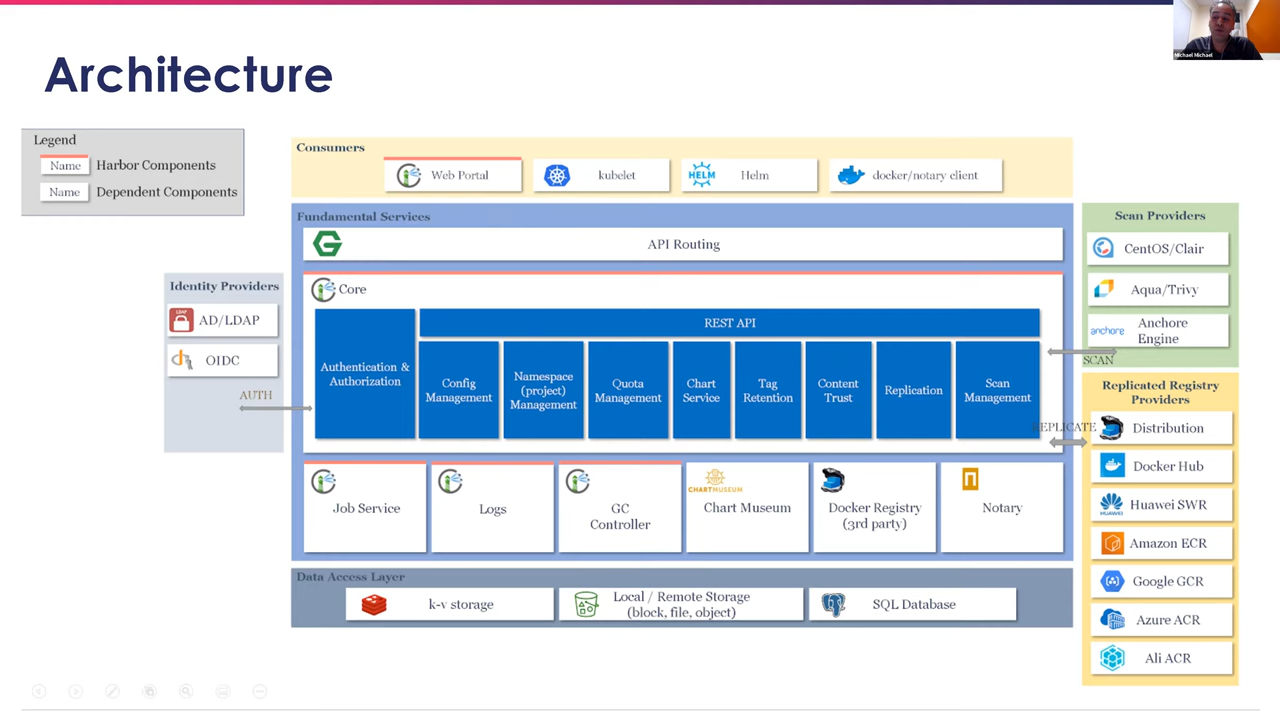 Michael Michael
Architecture
Legend
Name Harbor Components
Name Dependent Components
Consumers
Web Portal
kubelet
HELM
Helm
docker/notary client
Fundamental Services
API Routing
Core
REST API
Authentication &
Authorization
Config
Management
Namespace
(project)
Management
Quota
Management
Chart
Service
Tag
Retention
Content
Trust
Replication
Scan
Management
Job Service
Logs
GC
Controller
CHARTMUSEUM
Chart Museum
Docker Registry
(3rd party)
Notary
Data Access Layer
k-v storage
Local / Remote Storage
(block, file, object)
SQL Database
Identity Providers
LDAP
AD/LDAP
OIDC
AUTH
Scan Providers
CentOS/Clair
Aqua/Trivy
anchore
Anchore
Engine
SCAN
Replicated Registry
Providers
REPLICATE
Distribution
Docker Hub
HUAWEI
Huawei SWR
Amazon ECR
Google GCR
Azure ACR
Ali ACR